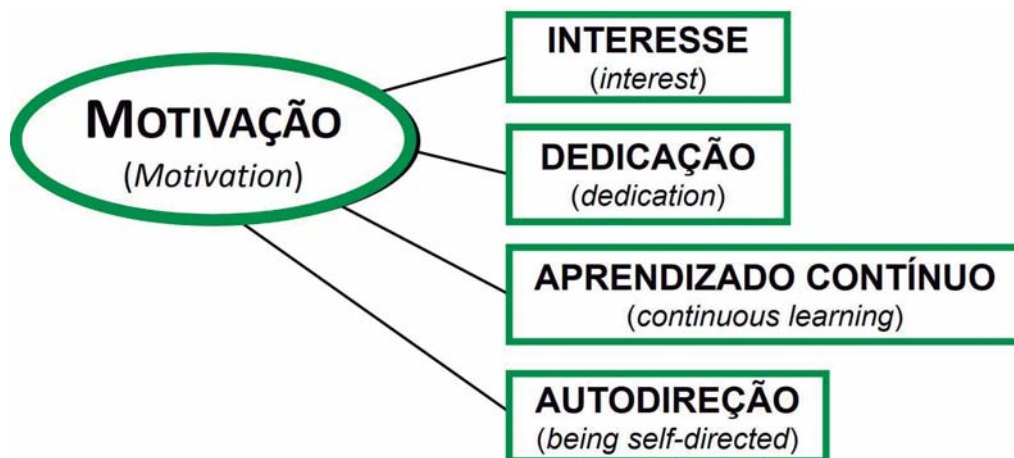 MOTIVAÇÃO
(Motivation)
INTERESSE
(interest)
DEDICAÇÃO
(dedication)
APRENDIZADO CONTÍNUO
(continuous learning)
AUTODIREÇÃO
(being self-directed)